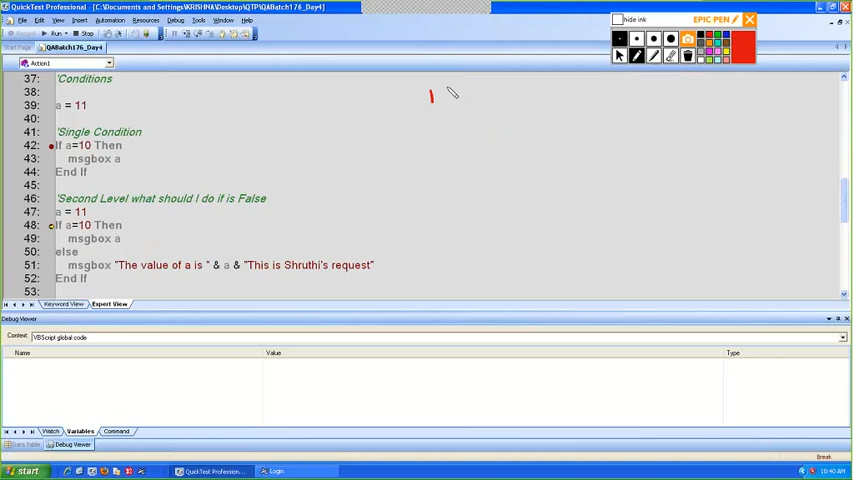 QuickTest Professional - [C:\Documents and Settings\KRISHNA\Desktop\QTP\QABatch176_Day4]
hide ink
EPIC PEN
File Edit View Insert Automation Resources Debug Tools Window Help
Record Run Stop
Start Page QABatch176_Day4
Action1
37: 'Conditions
38:
39: a = 11
40:
41: 'Single Condition
42: If a=10 Then
43: msgbox a
44: End If
45:
46: 'Second Level what should I do if is False
47: a = 11
48: If a=10 Then
49: msgbox a
50: else
51: msgbox "The value of a is " & a & "This is Shruthi's request"
52: End If
53:
Keyword View Expert View
Debug Viewer
Context: VBScript global code
Name Value Type
Watch Variables Command
Data Table Debug Viewer
Break
start QuickTest Profession... Login 10:40 AM